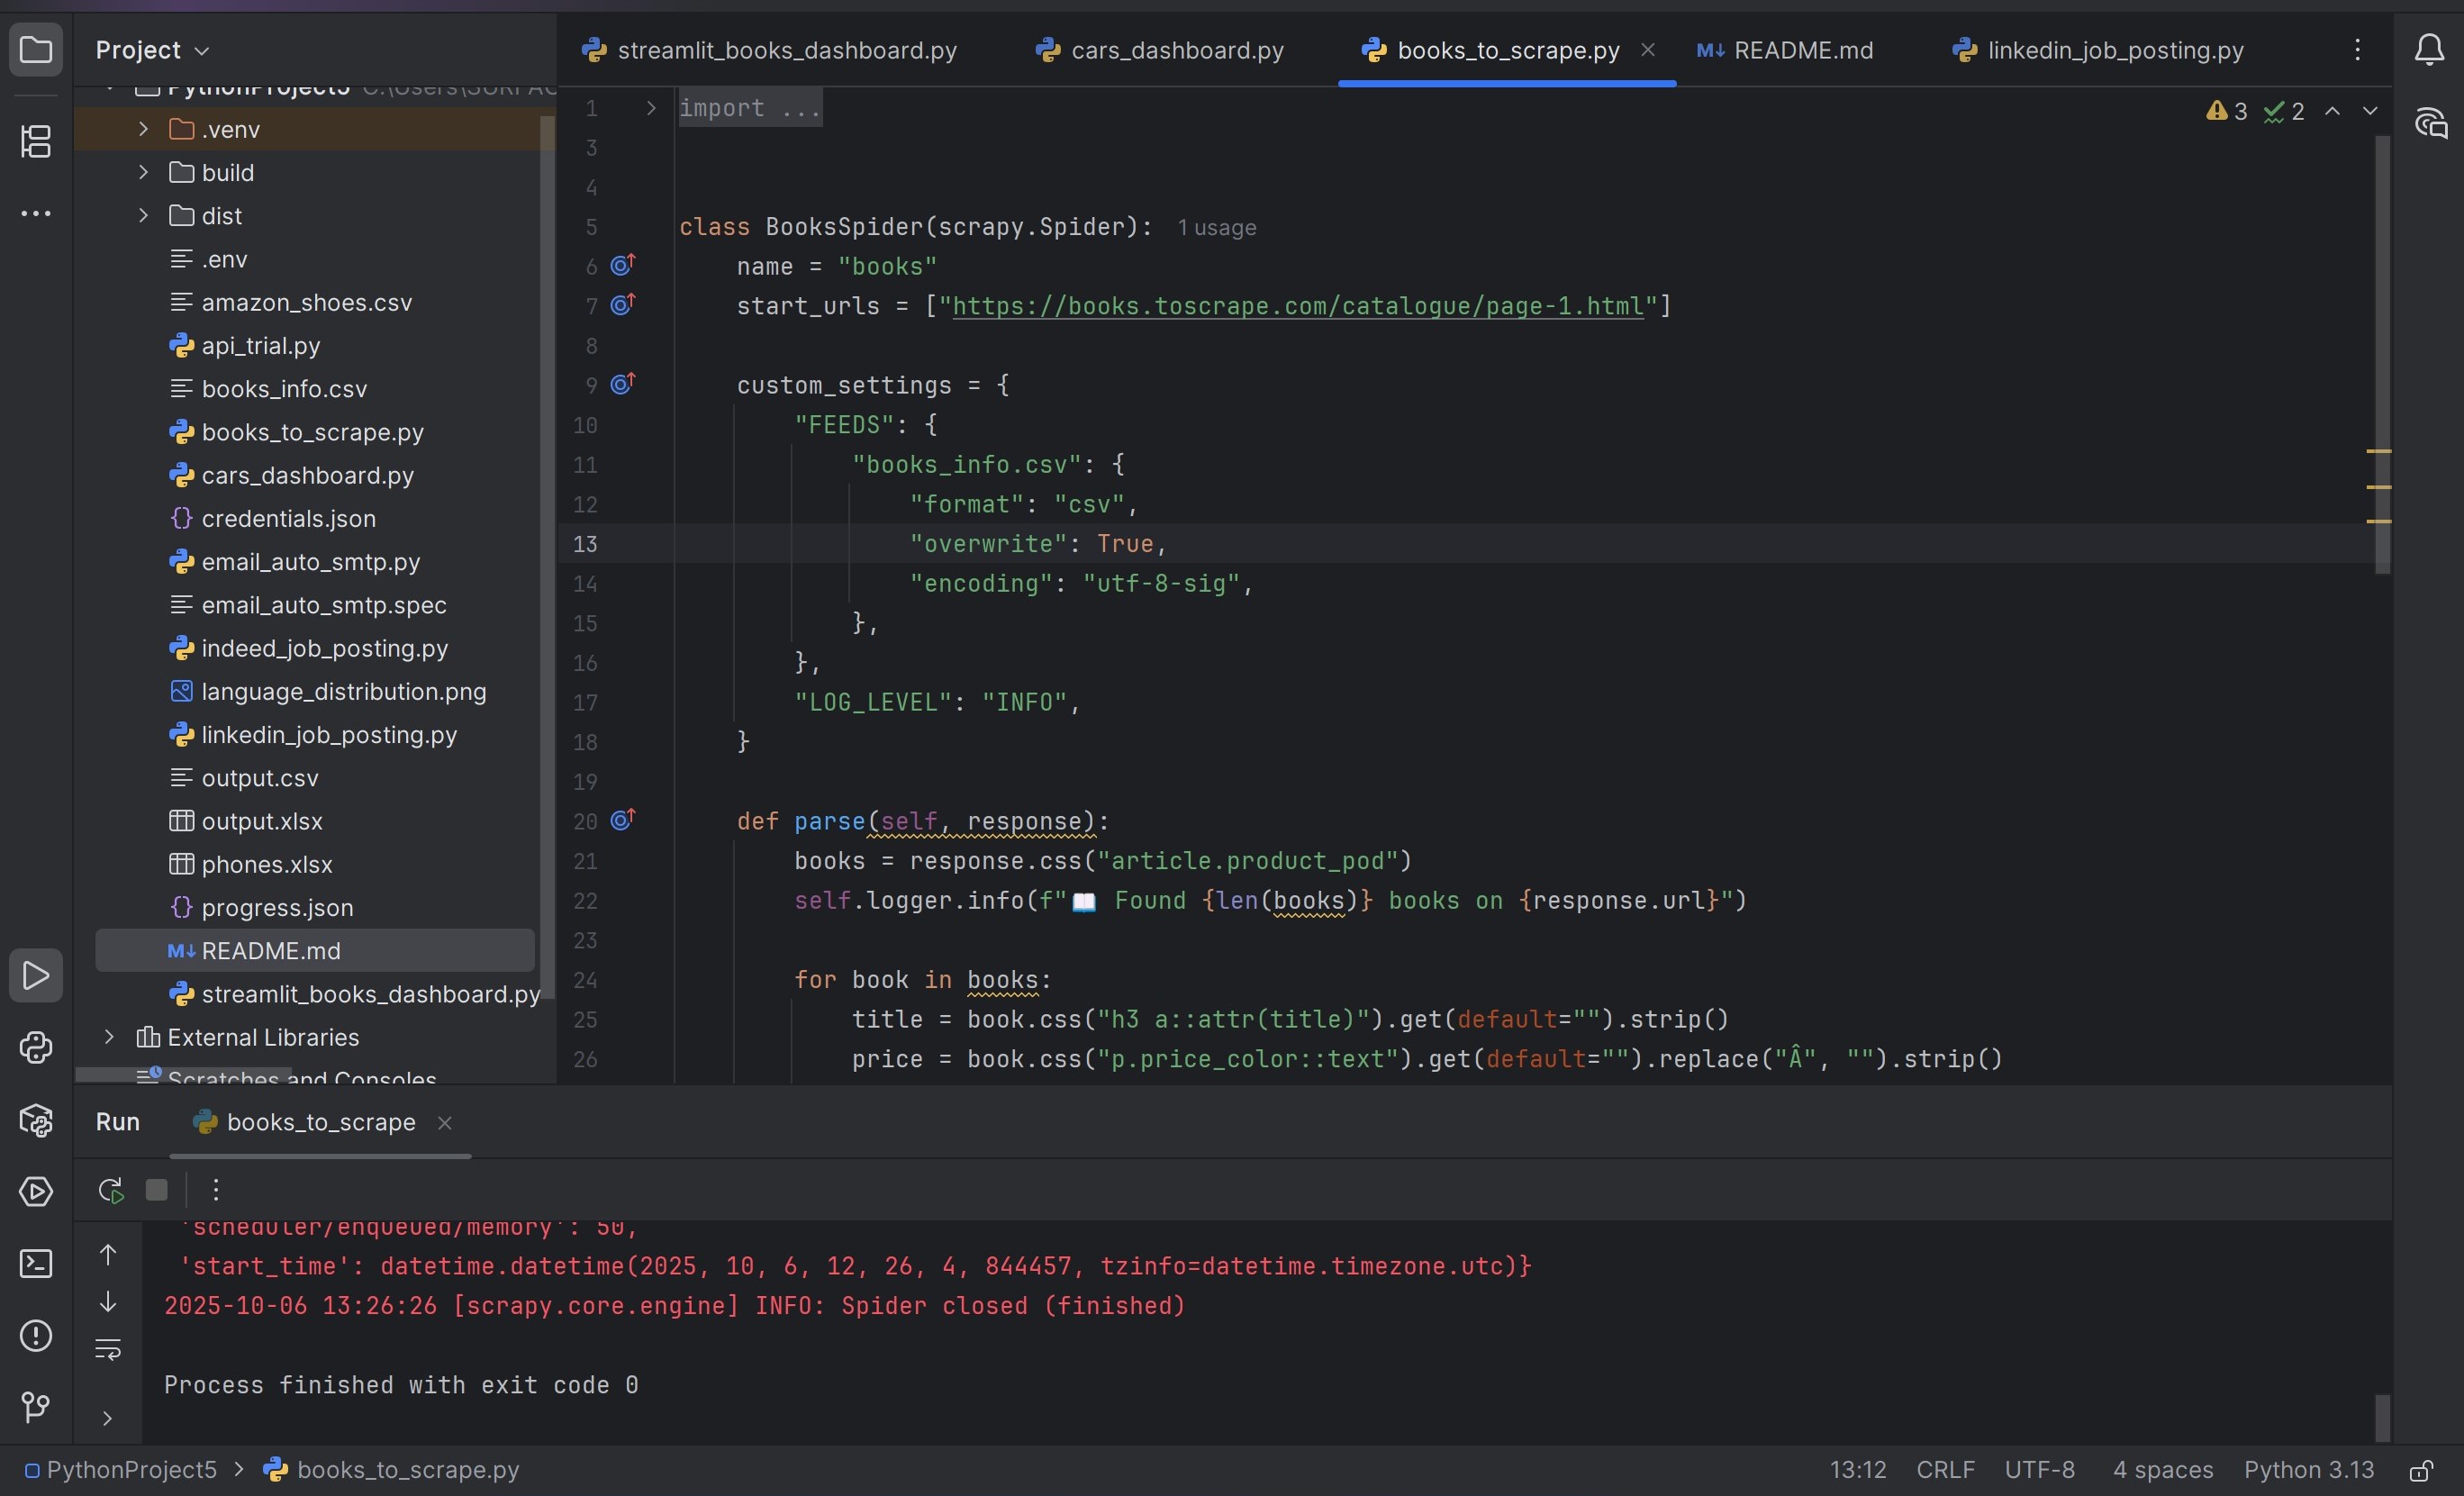 Project
streamlit_books_dashboard.py
cars_dashboard.py
books_to_scrape.py
README.md
linkedin_job_posting.py
PythonProject5 C:\Users\SURFAC
.venv
build
dist
.env
amazon_shoes.csv
api_trial.py
books_info.csv
books_to_scrape.py
cars_dashboard.py
credentials.json
email_auto_smtp.py
email_auto_smtp.spec
indeed_job_posting.py
language_distribution.png
linkedin_job_posting.py
output.csv
output.xlsx
phones.xlsx
progress.json
README.md
streamlit_books_dashboard.py
External Libraries
Scratches and Consoles
3 2
1 import ...
3
4
5 class BooksSpider(scrapy.Spider): 1 usage
6 name = "books"
7 start_urls = ["https://books.toscrape.com/catalogue/page-1.html"]
8
9 custom_settings = {
10 "FEEDS": {
11 "books_info.csv": {
12 "format": "csv",
13 "overwrite": True,
14 "encoding": "utf-8-sig",
15 },
16 },
17 "LOG_LEVEL": "INFO",
18 }
19
20 def parse(self, response):
21 books = response.css("article.product_pod")
22 self.logger.info(f"📖 Found {len(books)} books on {response.url}")
23
24 for book in books:
25 title = book.css("h3 a::attr(title)").get(default="").strip()
26 price = book.css("p.price_color::text").get(default="").replace("Â", "").strip()
Run books_to_scrape
'scheduler/enqueued/memory': 50,
'start_time': datetime.datetime(2025, 10, 6, 12, 26, 4, 844457, tzinfo=datetime.timezone.utc)}
2025-10-06 13:26:26 [scrapy.core.engine] INFO: Spider closed (finished)
Process finished with exit code 0
PythonProject5 > books_to_scrape.py
13:12 CRLF UTF-8 4 spaces Python 3.13